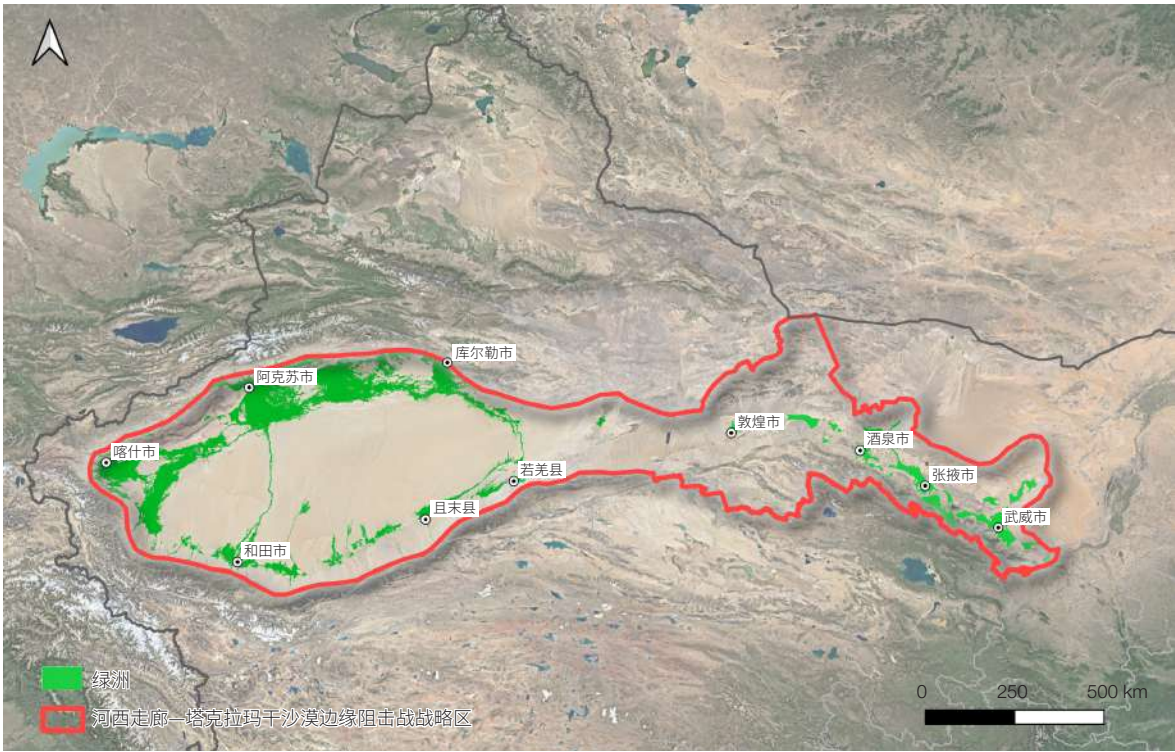 库尔勒市
阿克苏市
敦煌市
酒泉市
喀什市
若羌县
张掖市
且末县
武威市
和田市
绿洲
河西走廊—塔克拉玛干沙漠边缘阻击战战略区
0 250 500 km